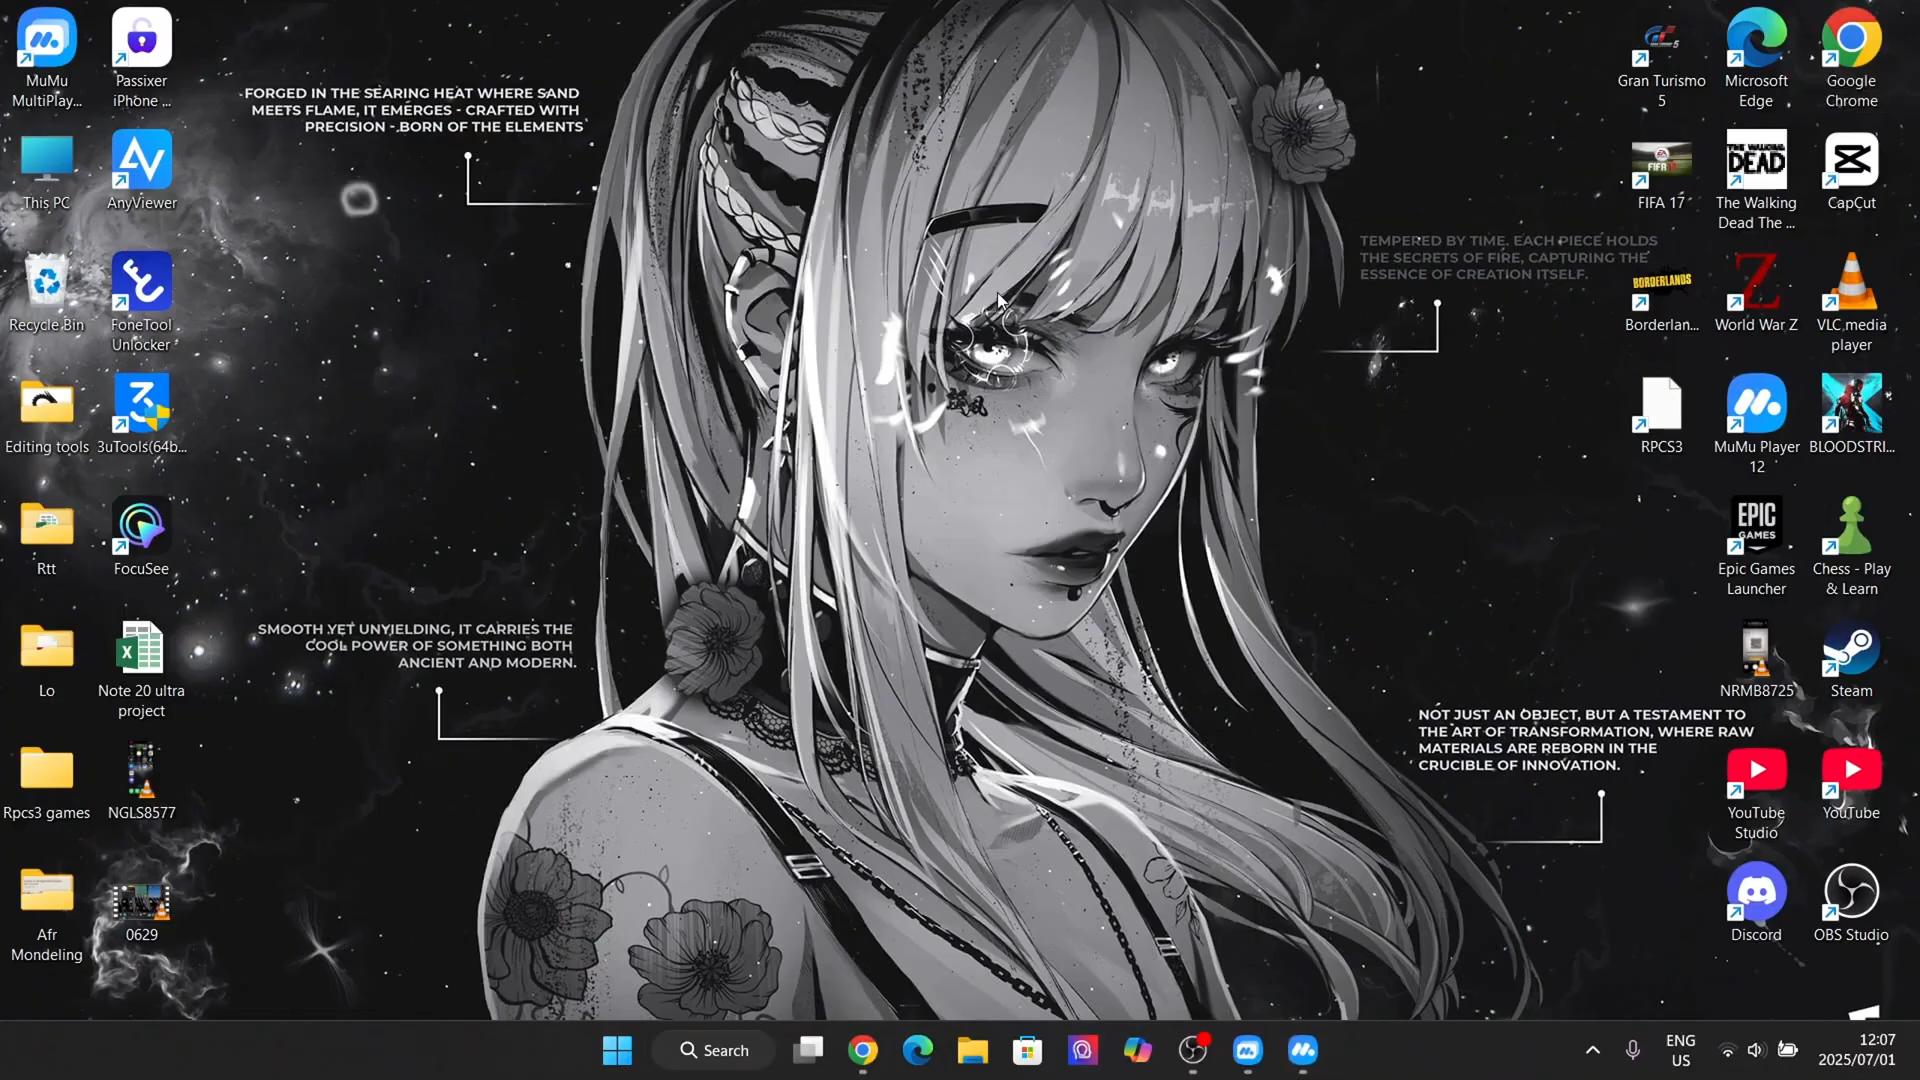 MuMu
MultiPlay...
Passixer
iPhone ...
This PC
AnyViewer
Recycle Bin
FoneTool
Unlocker
Editing tools
3uTools(64b...
Rtt
FocuSee
Lo
Note 20 ultra
project
Rpcs3 games
NGLS8577
Afr
Mondeling
0629
FORGED IN THE SEARING HEAT WHERE SAND
MEETS FLAME, IT EMERGES - CRAFTED WITH
PRECISION - BORN OF THE ELEMENTS
SMOOTH YET UNYIELDING, IT CARRIES THE
COOL POWER OF SOMETHING BOTH
ANCIENT AND MODERN.
TEMPERED BY TIME. EACH PIECE HOLDS
THE SECRETS OF FIRE, CAPTURING THE
ESSENCE OF CREATION ITSELF.
NOT JUST AN OBJECT, BUT A TESTAMENT TO
THE ART OF TRANSFORMATION, WHERE RAW
MATERIALS ARE REBORN IN THE
CRUCIBLE OF INNOVATION.
Gran Turismo
5
Microsoft
Edge
Google
Chrome
FIFA 17
THE WALKING
DEAD
The Walking
Dead The ...
CapCut
BORDERLANDS
Borderlan...
World War Z
VLC media
player
RPCS3
MuMu Player
12
BLOODSTRI...
EPIC
GAMES
Epic Games
Launcher
Chess - Play
& Learn
NRMB8725
Steam
YouTube
Studio
YouTube
Discord
OBS Studio
Search
ENG
US
12:07
2025/07/01